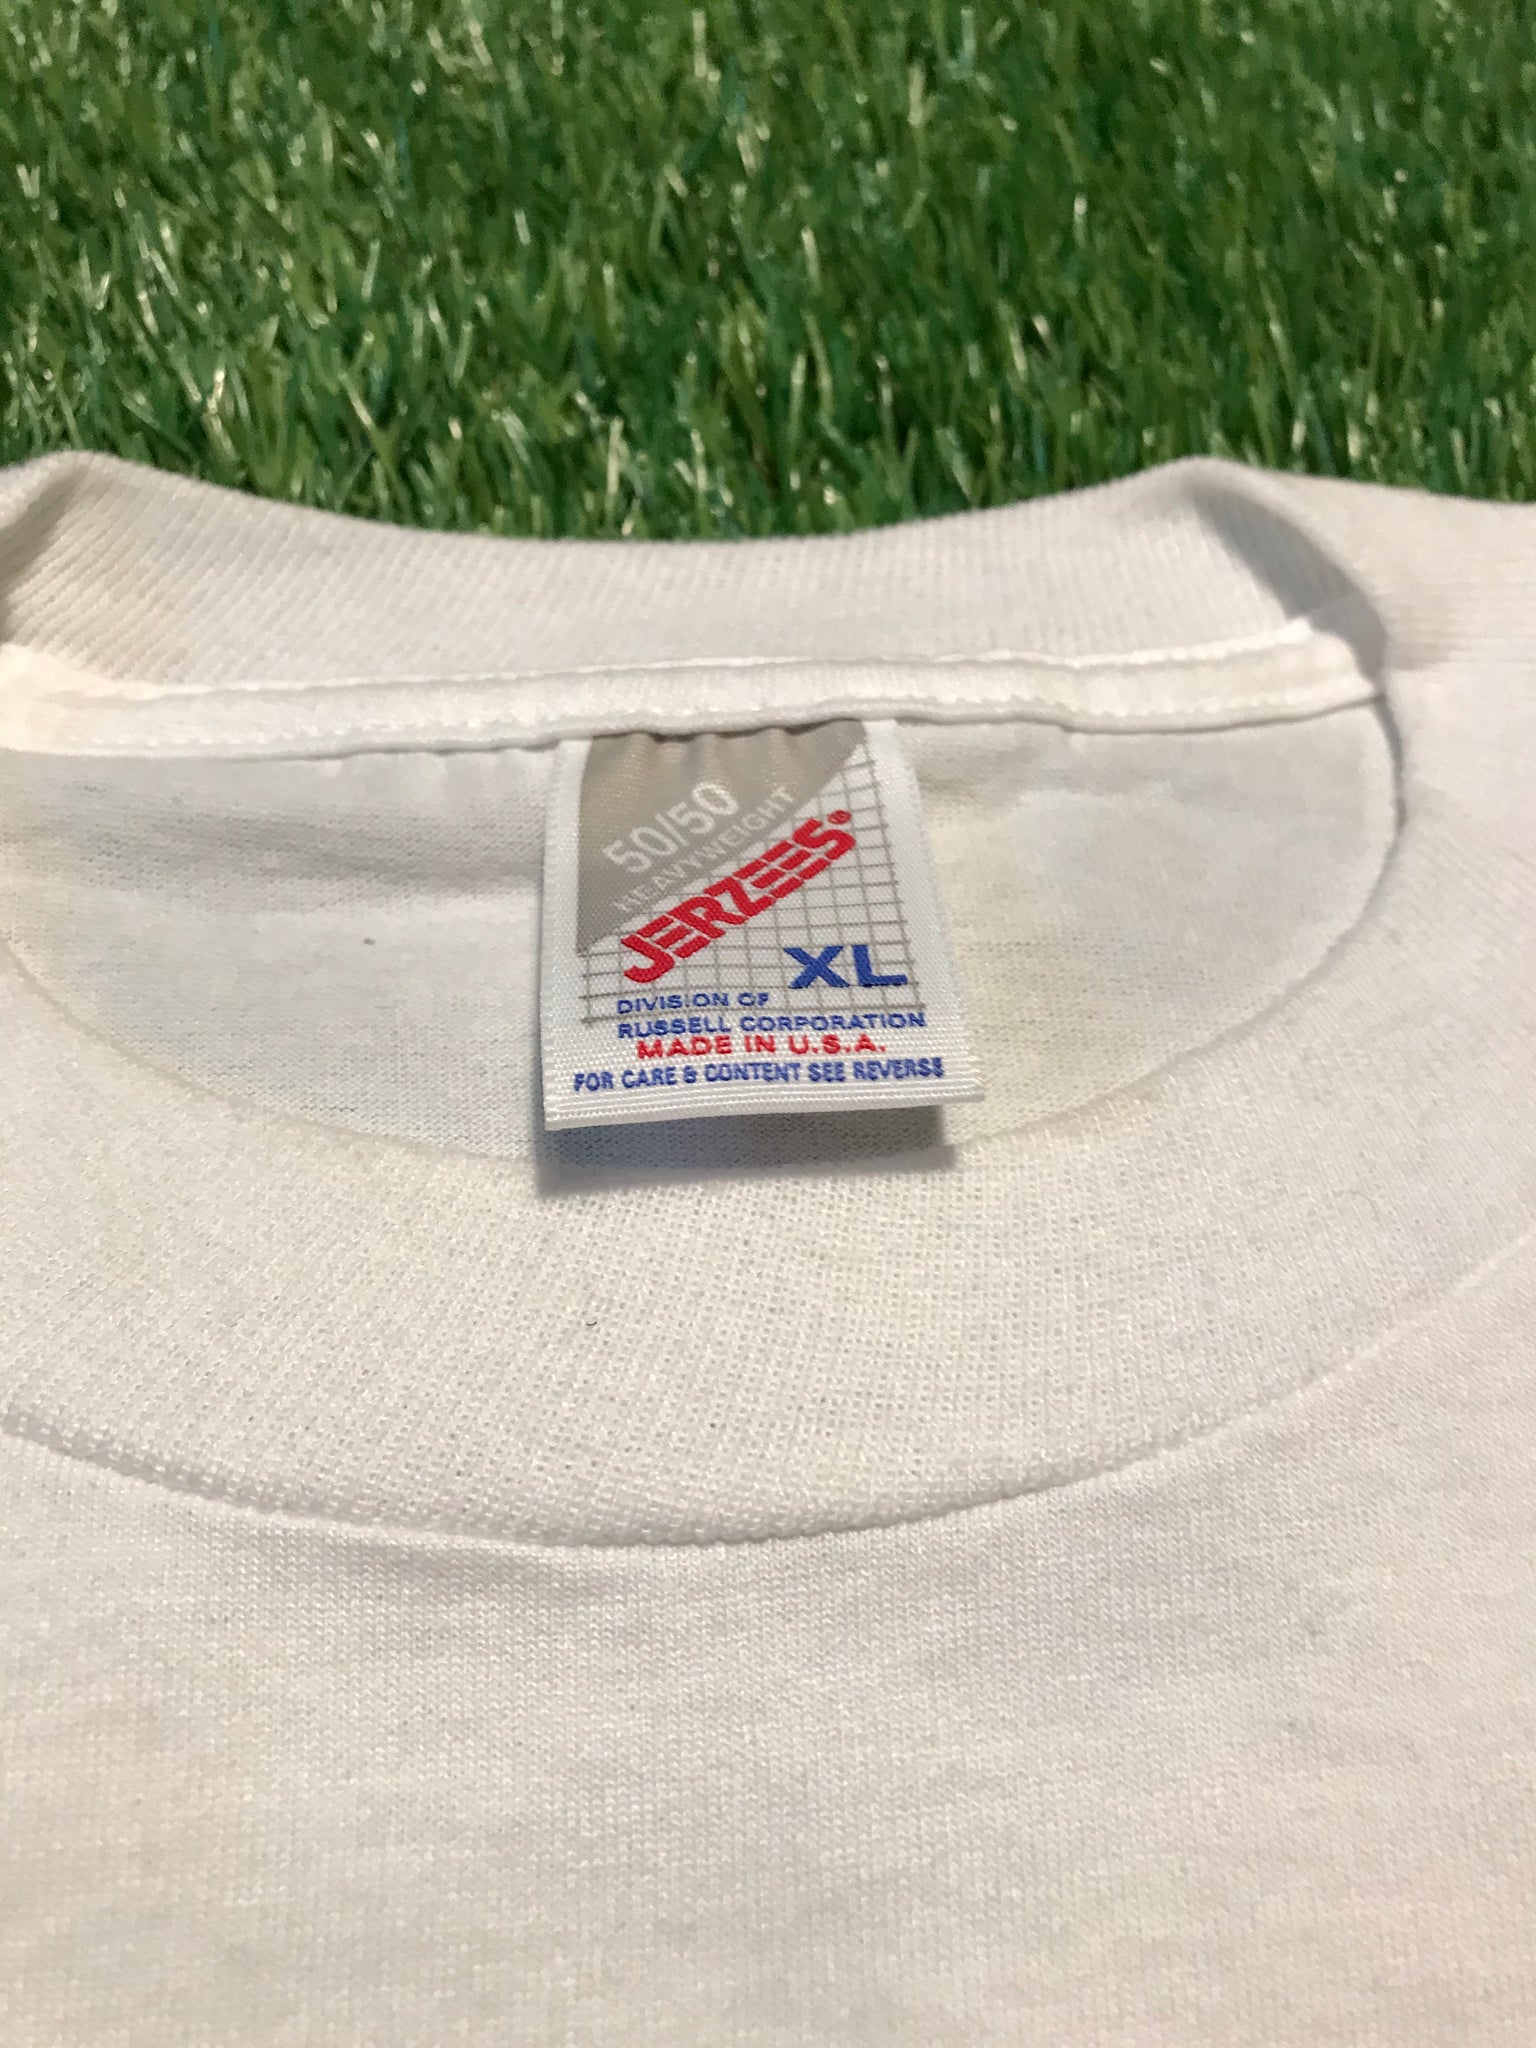 50/50
HEAVYWEIGHT
JERZEES®
XL
DIVISION OF
RUSSELL CORPORATION
MADE IN U.S.A.
FOR CARE & CONTENT SEE REVERSE